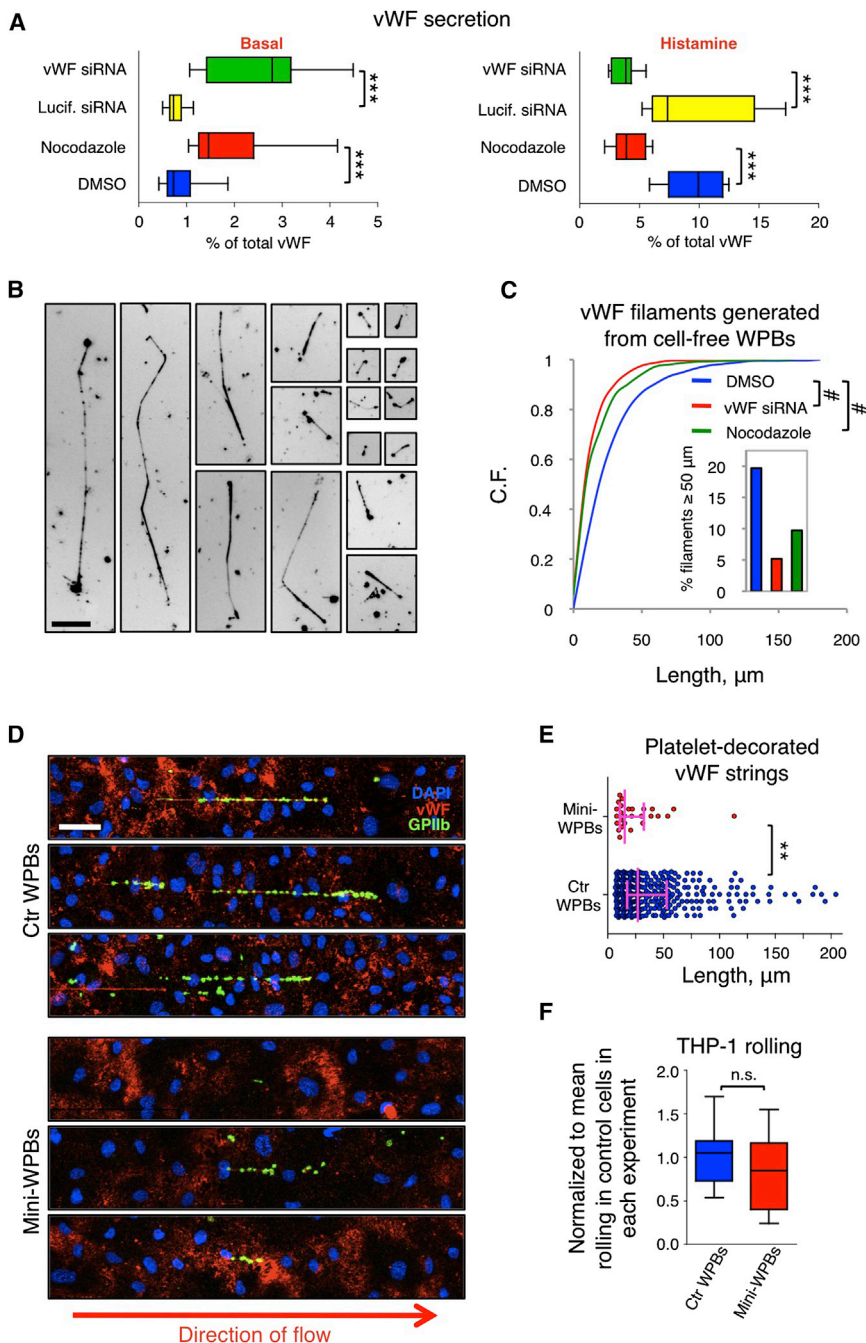 A
vWF secretion
Basal
vWF siRNA
Lucif. siRNA
Nocodazole
DMSO
***
***
0 1 2 3 4 5
% of total vWF
Histamine
vWF siRNA
Lucif. siRNA
Nocodazole
DMSO
***
***
0 5 10 15 20
% of total vWF
B
C
vWF filaments generated
from cell-free WPBs
C.F.
1
0.8
0.6
0.4
0.2
0
DMSO
vWF siRNA
Nocodazole
#
#
% filaments ≥ 50 µm
20
15
10
5
0
0 50 100 150 200
Length, µm
D
Ctr WPBs
DAPI
vWF
GPIIb
Mini-WPBs
Direction of flow
E
Platelet-decorated
vWF strings
Mini-
WPBs
Ctr
WPBs
**
0 50 100 150 200
Length, µm
F
THP-1 rolling
Normalized to mean
rolling in control cells in
each experiment
n.s.
2.0
1.5
1.0
0.5
0.0
Ctr WPBs
Mini-WPBs